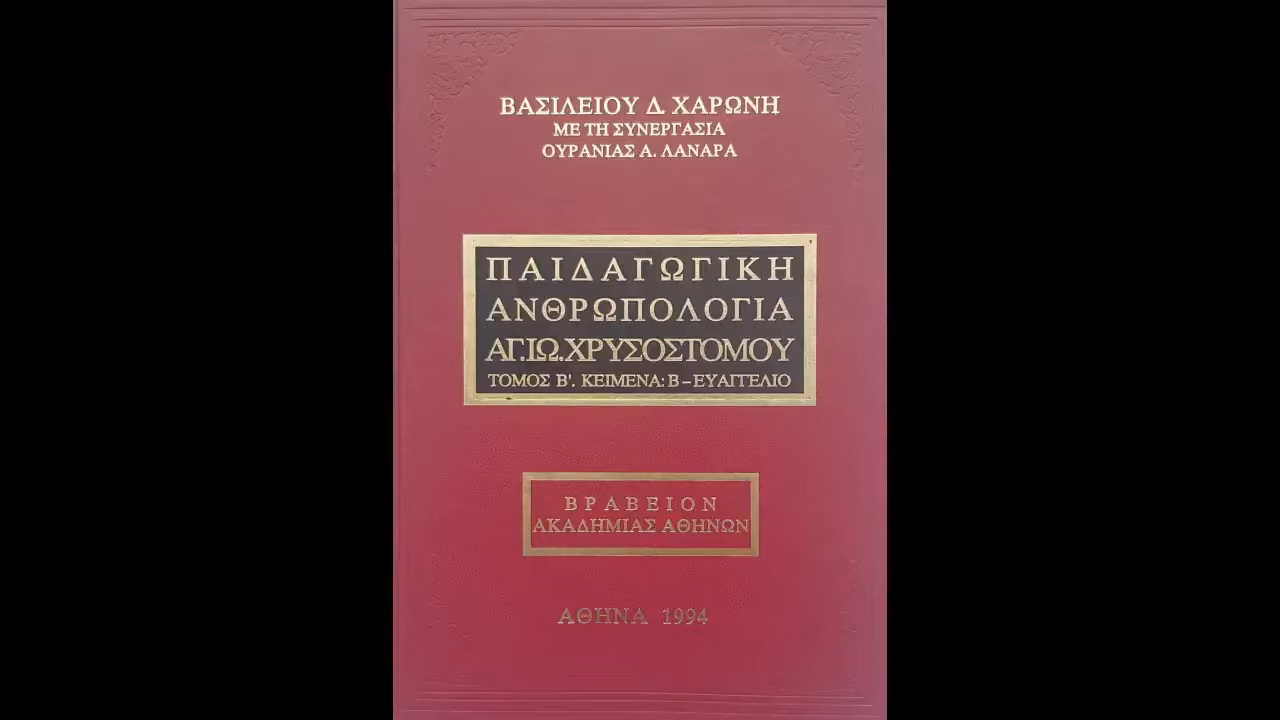 ΒΑΣΙΛΕΙΟΥ Δ. ΧΑΡΩΝΗ
ΜΕ ΤΗ ΣΥΝΕΡΓΑΣΙΑ
ΟΥΡΑΝΙΑΣ Α. ΛΑΝΑΡΑ
ΠΑΙΔΑΓΩΓΙΚΗ
ΑΝΘΡΩΠΟΛΟΓΙΑ
ΑΓ.ΙΩ.ΧΡΥΣΟΣΤΟΜΟΥ
ΤΟΜΟΣ Β'. ΚΕΙΜΕΝΑ: Β – ΕΥΑΓΓΕΛΙΟ
ΒΡΑΒΕΙΟΝ
ΑΚΑΔΗΜΙΑΣ ΑΘΗΝΩΝ
ΑΘΗΝΑ 1994